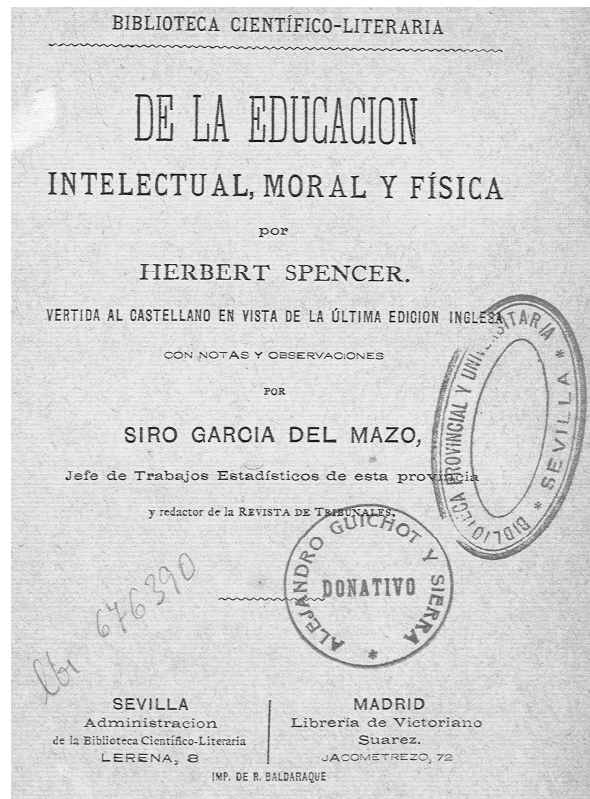 BIBLIOTECA CIENTÍFICO-LITERARIA
DE LA EDUCACION
INTELECTUAL, MORAL Y FÍSICA
por
HERBERT SPENCER.
VERTIDA AL CASTELLANO EN VISTA DE LA ÚLTIMA EDICION INGLESA
CON NOTAS Y OBSERVACIONES
POR
SIRO GARCIA DEL MAZO,
Jefe de Trabajos Estadísticos de esta provincia
y redactor de la REVISTA DE TRIBUNALES.
BIBLIOTECA PROVINCIAL Y UNIVERSITARIA
* SEVILLA *
ALEJANDRO GUICHOT Y SIERRA
DONATIVO
*
676390
SEVILLA
Administracion
de la Biblioteca Científico-Literaria
LERENA, 8
MADRID
Librería de Victoriano
Suarez.
JACOMETREZO, 72
IMP. DE R. BALDARAQUE